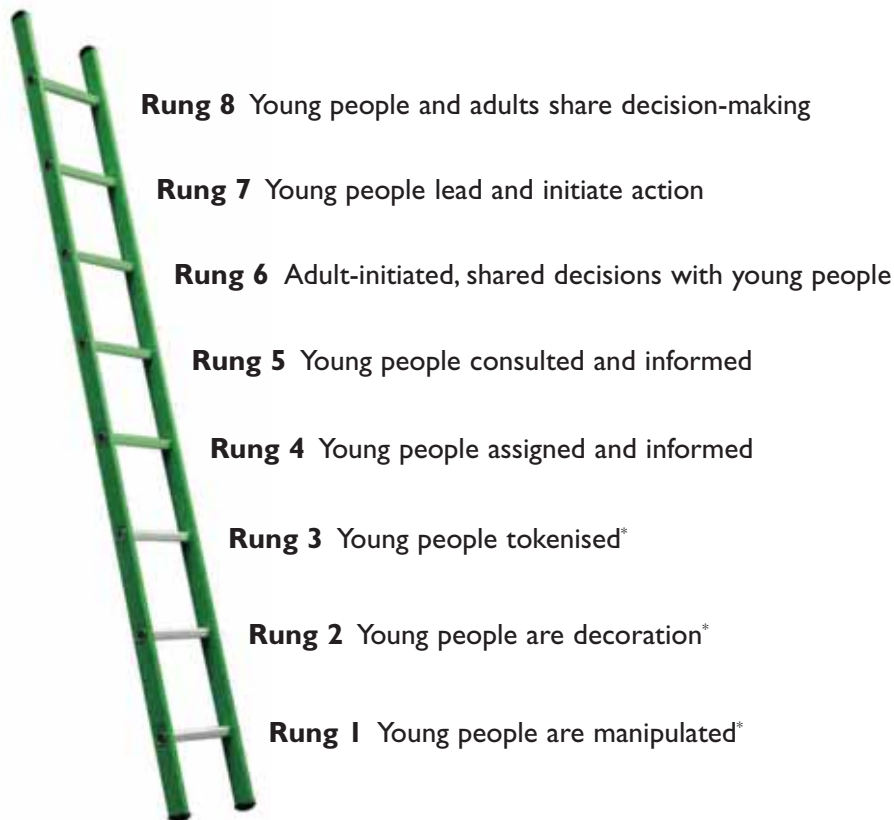 Rung 8 Young people and adults share decision-making
Rung 7 Young people lead and initiate action
Rung 6 Adult-initiated, shared decisions with young people
Rung 5 Young people consulted and informed
Rung 4 Young people assigned and informed
Rung 3 Young people tokenised*
Rung 2 Young people are decoration*
Rung 1 Young people are manipulated*